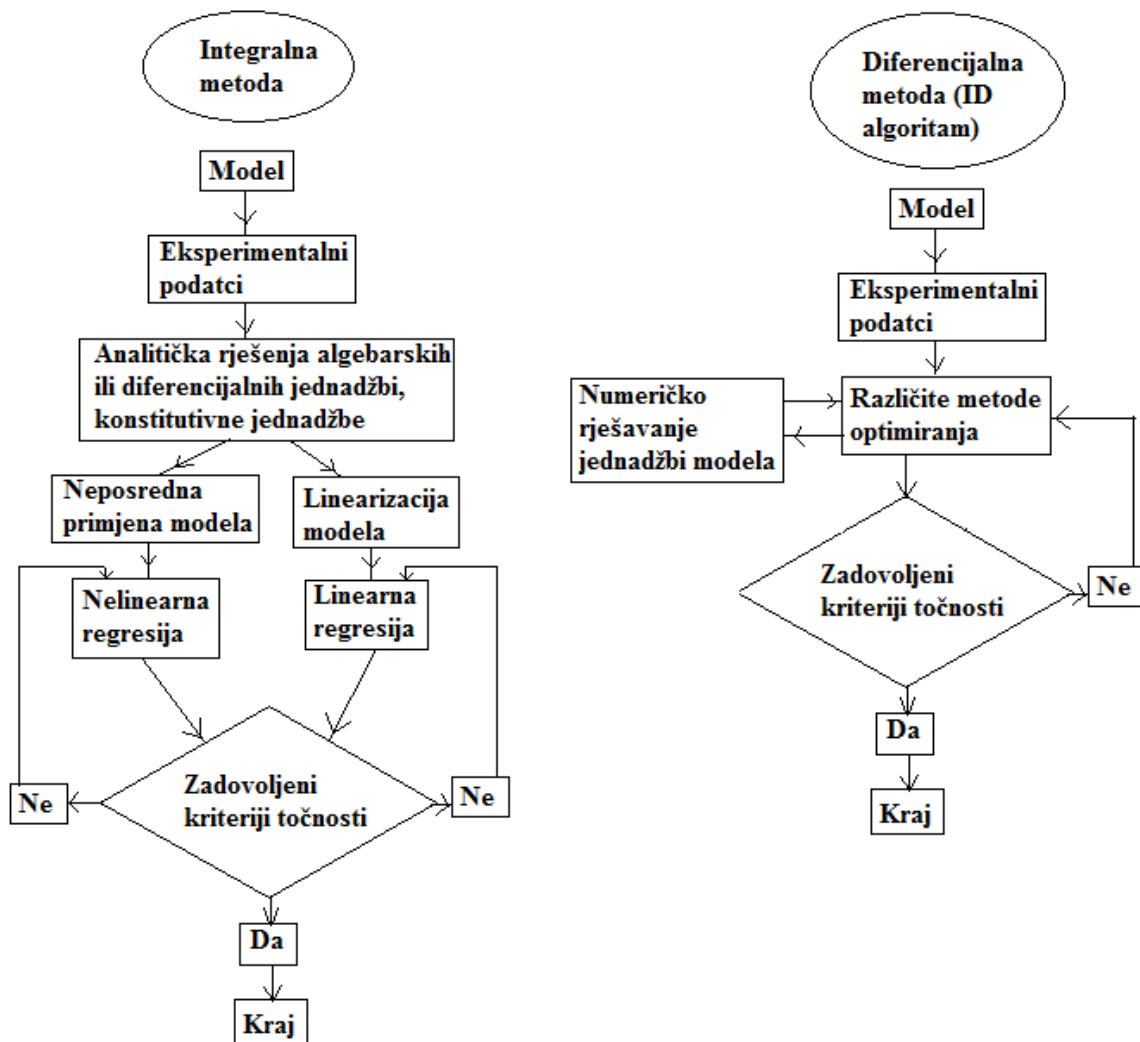 Integralna
metoda
Model
Eksperimentalni
podatci
Analitička rješenja algebarskih
ili diferencijalnih jednadžbi,
konstitutivne jednadžbe
Neposredna
primjena modela
Linearizacija
modela
Nelinearna
regresija
Linearna
regresija
Zadovoljeni
kriteriji točnosti
Ne
Ne
Da
Kraj
Diferencijalna
metoda (ID
algoritam)
Model
Eksperimentalni
podatci
Numeričko
rješavanje
jednadžbi modela
Različite metode
optimiranja
Zadovoljeni
kriteriji točnosti
Ne
Da
Kraj